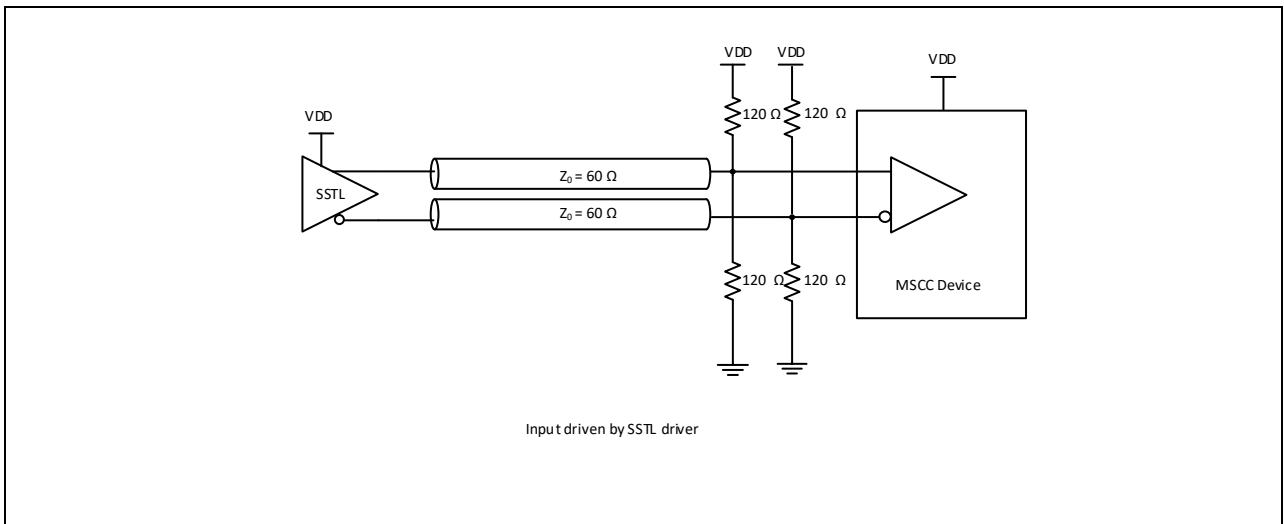 VDD VDD
VDD
VDD
120 Ω 120 Ω
SSTL
Z₀ = 60 Ω
Z₀ = 60 Ω
120 Ω 120 Ω
MSCC Device
Input driven by SSTL driver